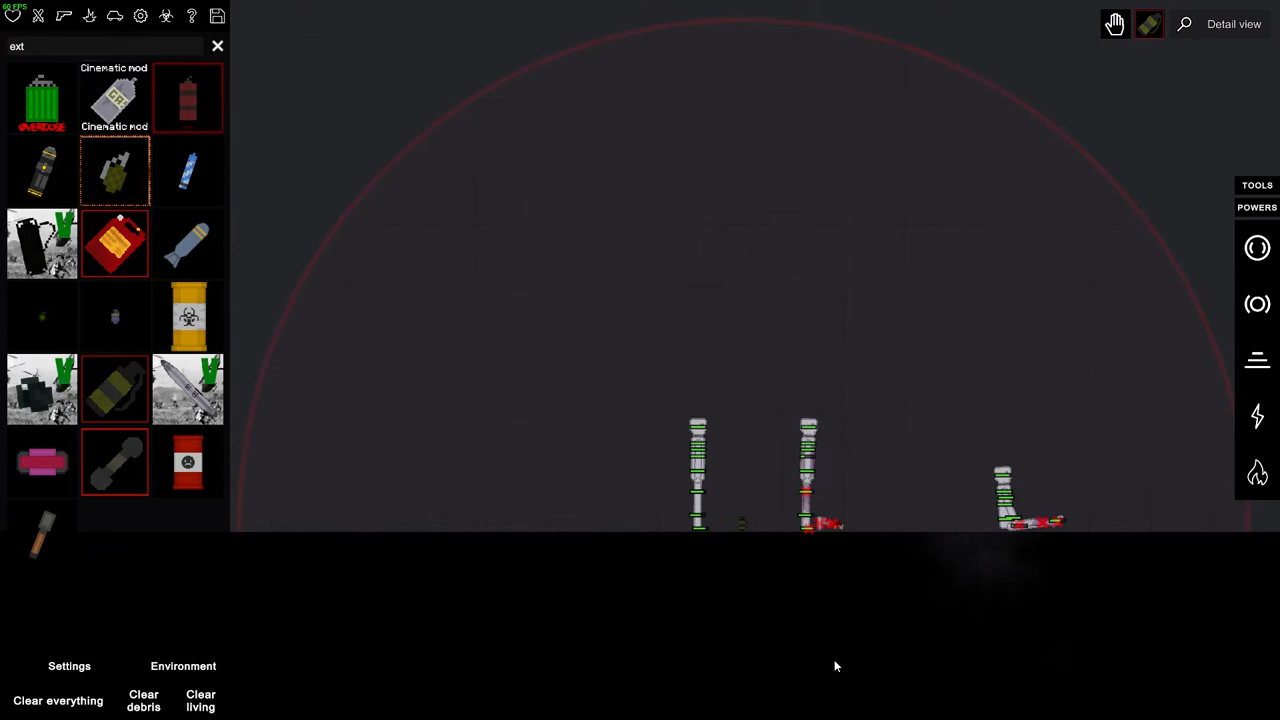 60 FPS
ext
Detail view
Cinematic mod
GAS
OVERDOSE
Cinematic mod
V
V
V
TOOLS
POWERS
Settings
Environment
Clear everything
Clear debris
Clear living